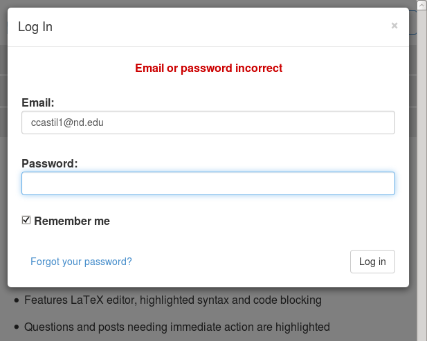 Log In
×
Email or password incorrect
Email:
ccastil1@nd.edu
Password:
Remember me
Forgot your password?
Log in
Features LaTeX editor, highlighted syntax and code blocking
Questions and posts needing immediate action are highlighted